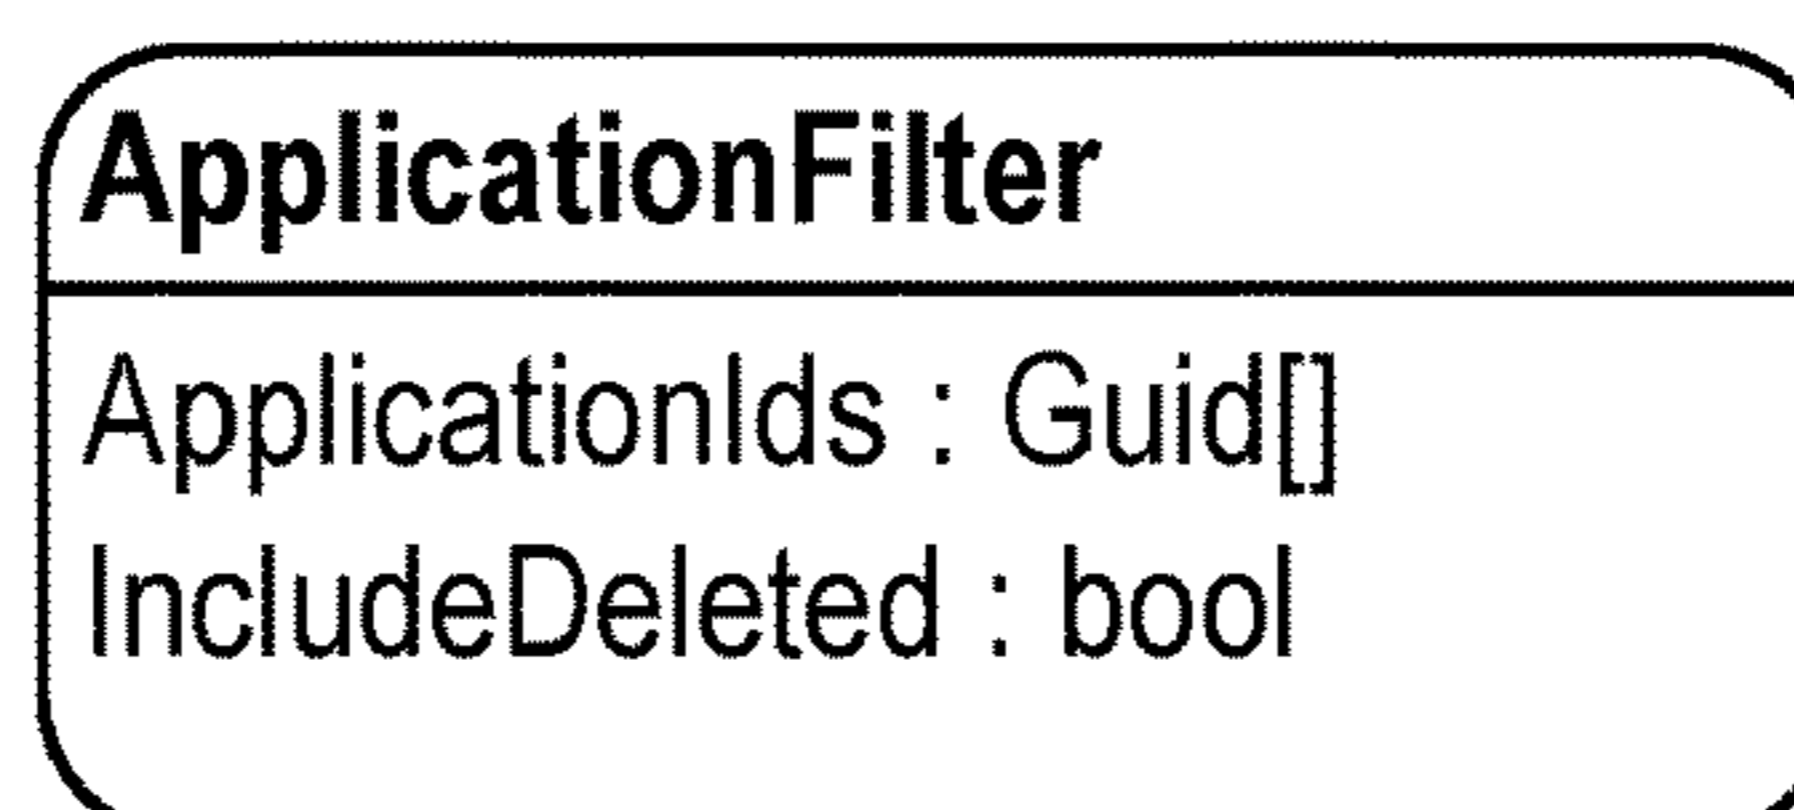 ApplicationFilter
ApplicationIds : Guid[]
IncludeDeleted : bool